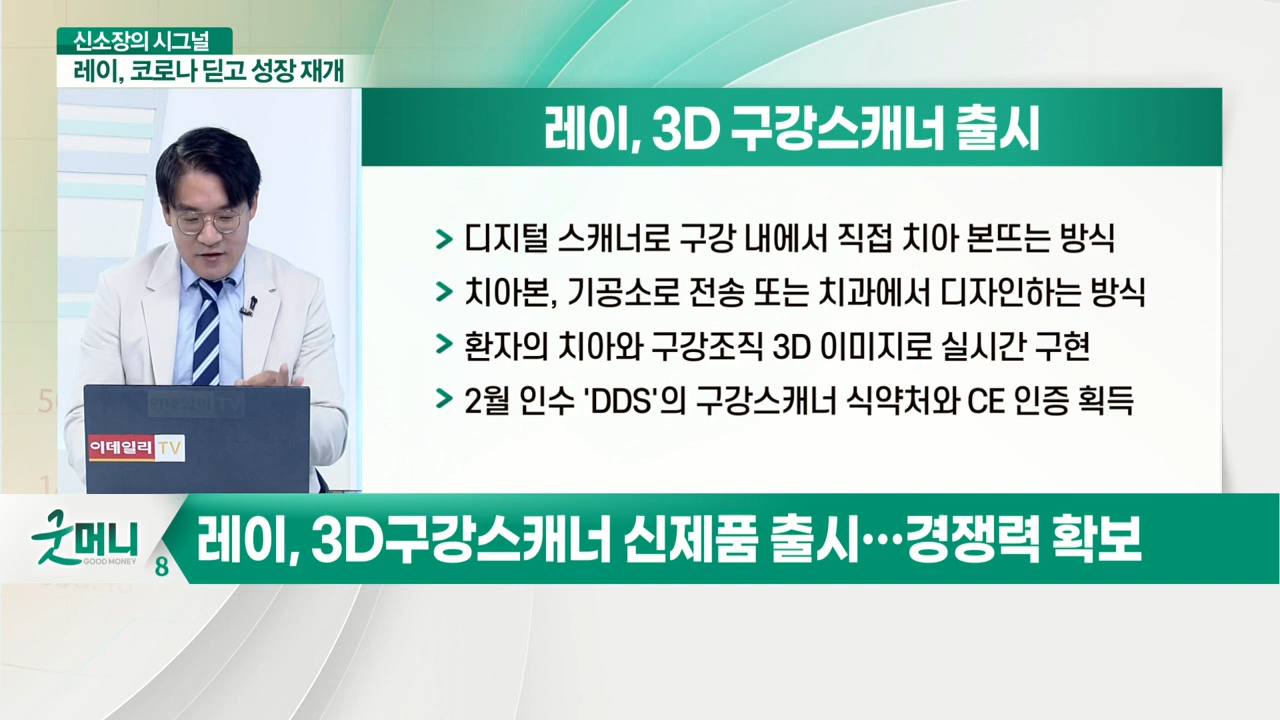 신소장의 시그널
레이, 코로나 딛고 성장 재개
레이, 3D 구강스캐너 출시
디지털 스캐너로 구강 내에서 직접 치아 본뜨는 방식
치아본, 기공소로 전송 또는 치과에서 디자인하는 방식
환자의 치아와 구강조직 3D 이미지로 실시간 구현
2월 인수 'DDS'의 구강스캐너 식약처와 CE 인증 획득
이데일리 TV
굿머니
GOOD MONEY
8
레이, 3D구강스캐너 신제품 출시…경쟁력 확보